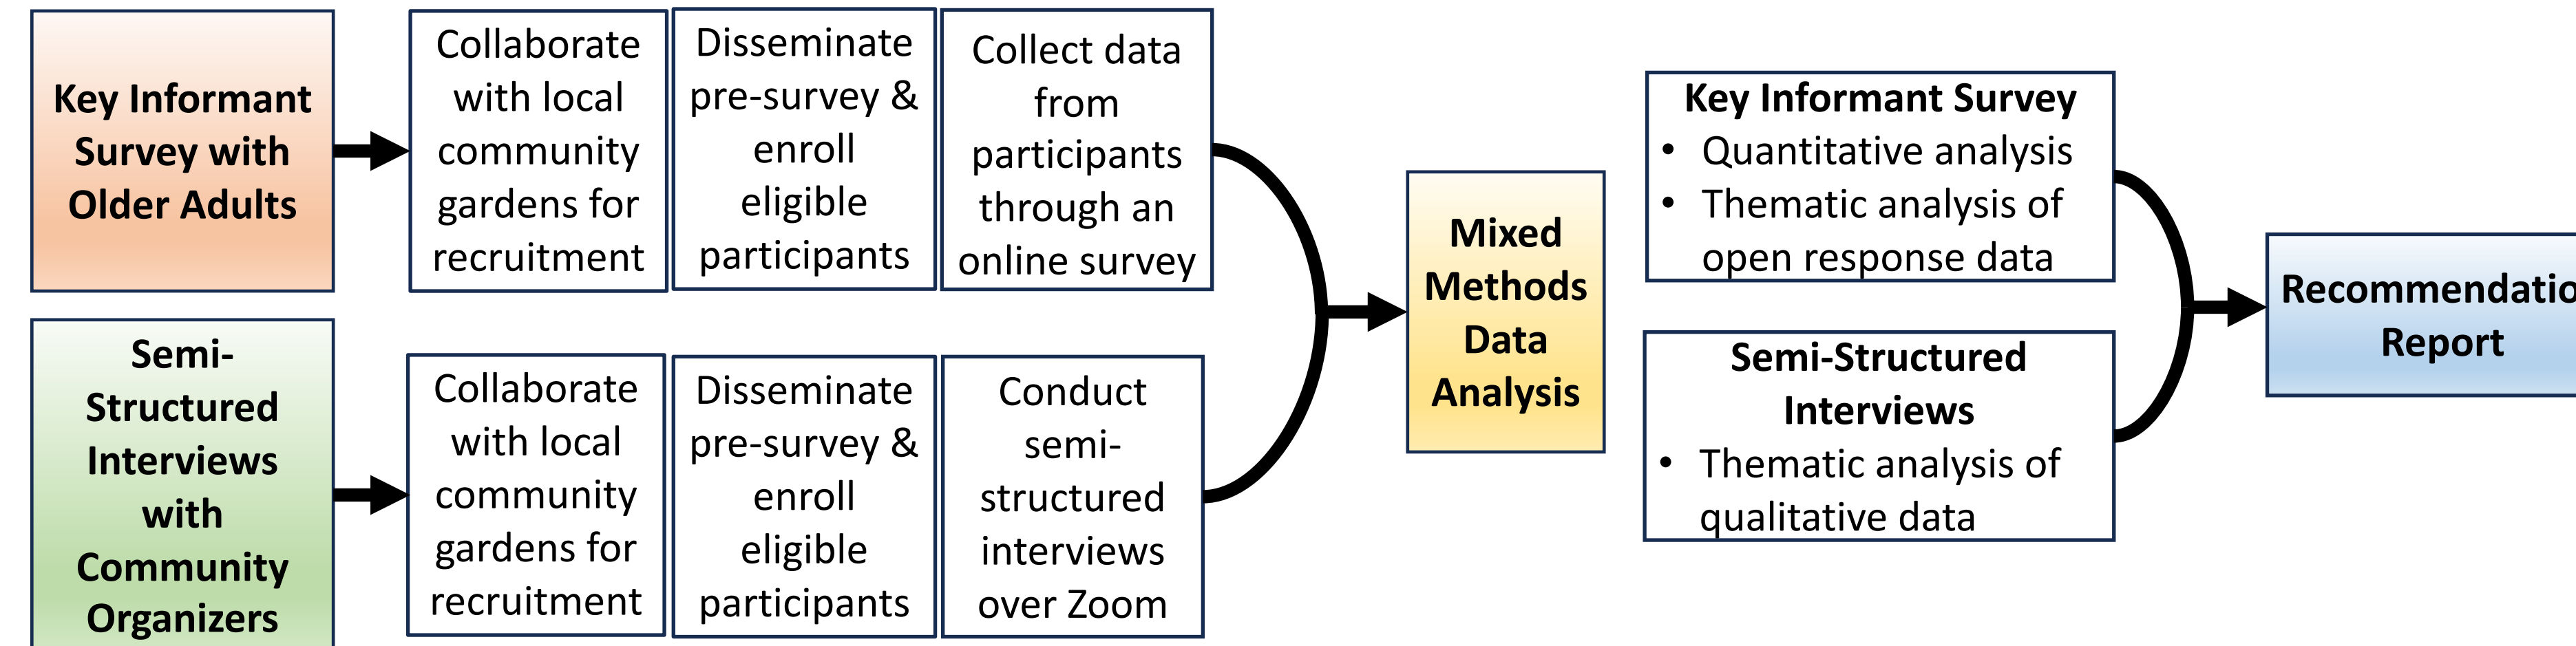 Key Informant
Survey with
Older Adults
Collaborate
with local
community
gardens for
recruitment
Disseminate
pre-survey &
enroll
eligible
participants
Collect data
from
participants
through an
online survey
Semi-
Structured
Interviews
with
Community
Organizers
Collaborate
with local
community
gardens for
recruitment
Disseminate
pre-survey &
enroll
eligible
participants
Conduct
semi-
structured
interviews
over Zoom
Mixed
Methods
Data
Analysis
Key Informant Survey
• Quantitative analysis
• Thematic analysis of
open response data
Semi-Structured
Interviews
• Thematic analysis of
qualitative data
Recommendatio
Report